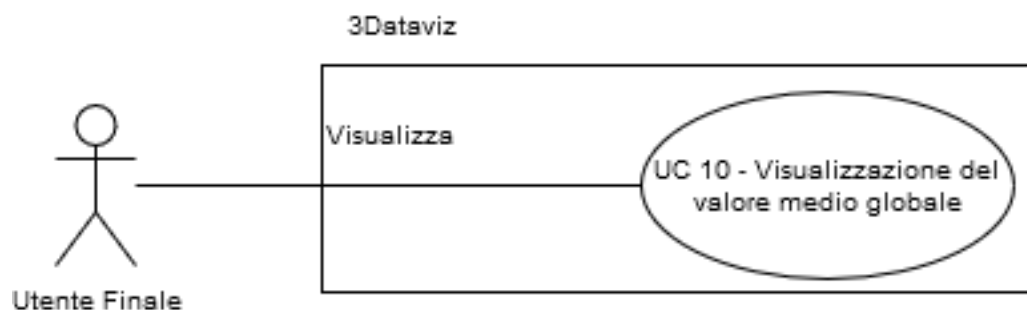 3Dataviz
Visualizza
UC 10 - Visualizzazione del
valore medio globale
Utente Finale